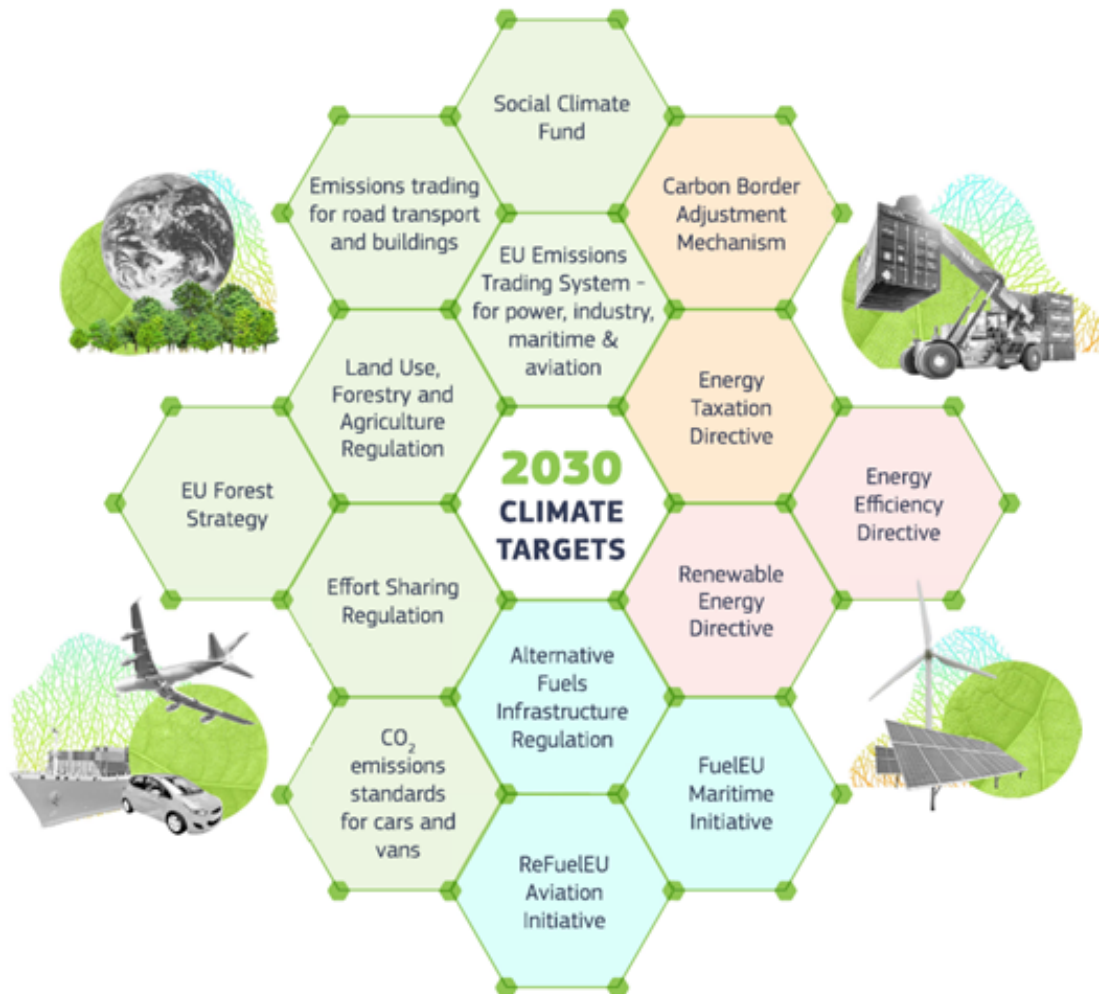 Social Climate
Fund
Emissions trading
for road transport
and buildings
Carbon Border
Adjustment
Mechanism
EU Emissions
Trading System -
for power, industry,
maritime &
aviation
Land Use,
Forestry and
Agriculture
Regulation
Energy
Taxation
Directive
2030
CLIMATE
TARGETS
EU Forest
Strategy
Energy
Efficiency
Directive
Effort Sharing
Regulation
Renewable
Energy
Directive
Alternative
Fuels
Infrastructure
Regulation
CO₂
emissions
standards
for cars and
vans
FuelEU
Maritime
Initiative
ReFuelEU
Aviation
Initiative